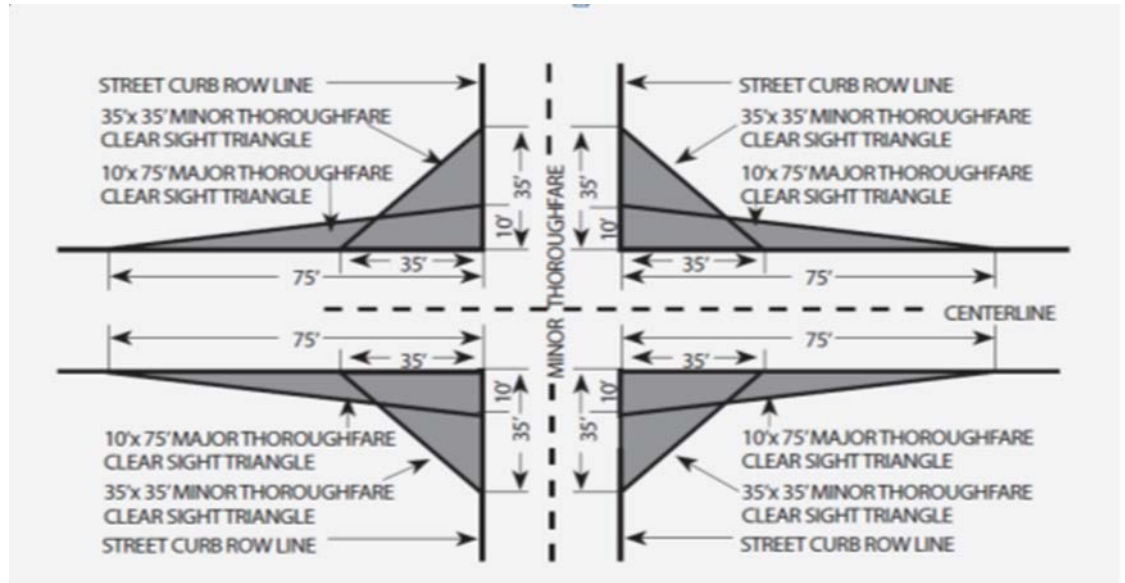 STREET CURB ROW LINE
35'x 35' MINOR THOROUGHFARE
CLEAR SIGHT TRIANGLE
10'x 75' MAJOR THOROUGHFARE
CLEAR SIGHT TRIANGLE
STREET CURB ROW LINE
35'x 35' MINOR THOROUGHFARE
CLEAR SIGHT TRIANGLE
10'x 75' MAJOR THOROUGHFARE
CLEAR SIGHT TRIANGLE
35'
10'
35'
10'
MINOR THOROUGHFARE
35'
75'
35'
75'
CENTERLINE
75'
35'
75'
35'
10'
35'
10'
35'
10'x 75' MAJOR THOROUGHFARE
CLEAR SIGHT TRIANGLE
35'x 35' MINOR THOROUGHFARE
CLEAR SIGHT TRIANGLE
STREET CURB ROW LINE
10'x 75' MAJOR THOROUGHFARE
CLEAR SIGHT TRIANGLE
35'x 35' MINOR THOROUGHFARE
CLEAR SIGHT TRIANGLE
STREET CURB ROW LINE